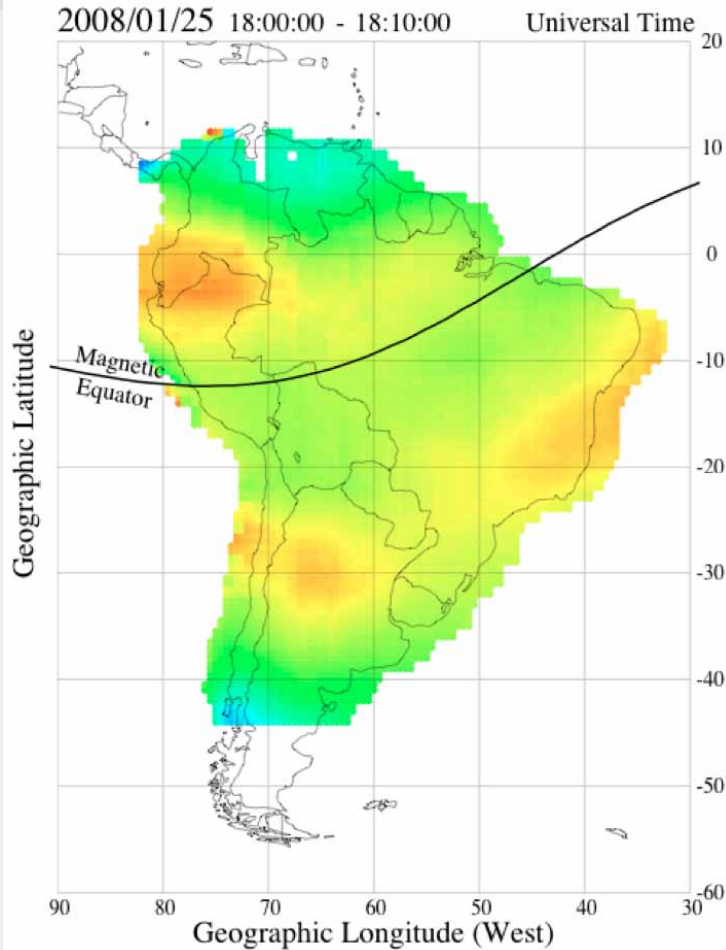 2008/01/25 18:00:00 - 18:10:00 Universal Time
20
10
0
-10
-20
-30
-40
-50
-60
Geographic Latitude
Magnetic
Equator
90 80 70 60 50 40 30
Geographic Longitude (West)